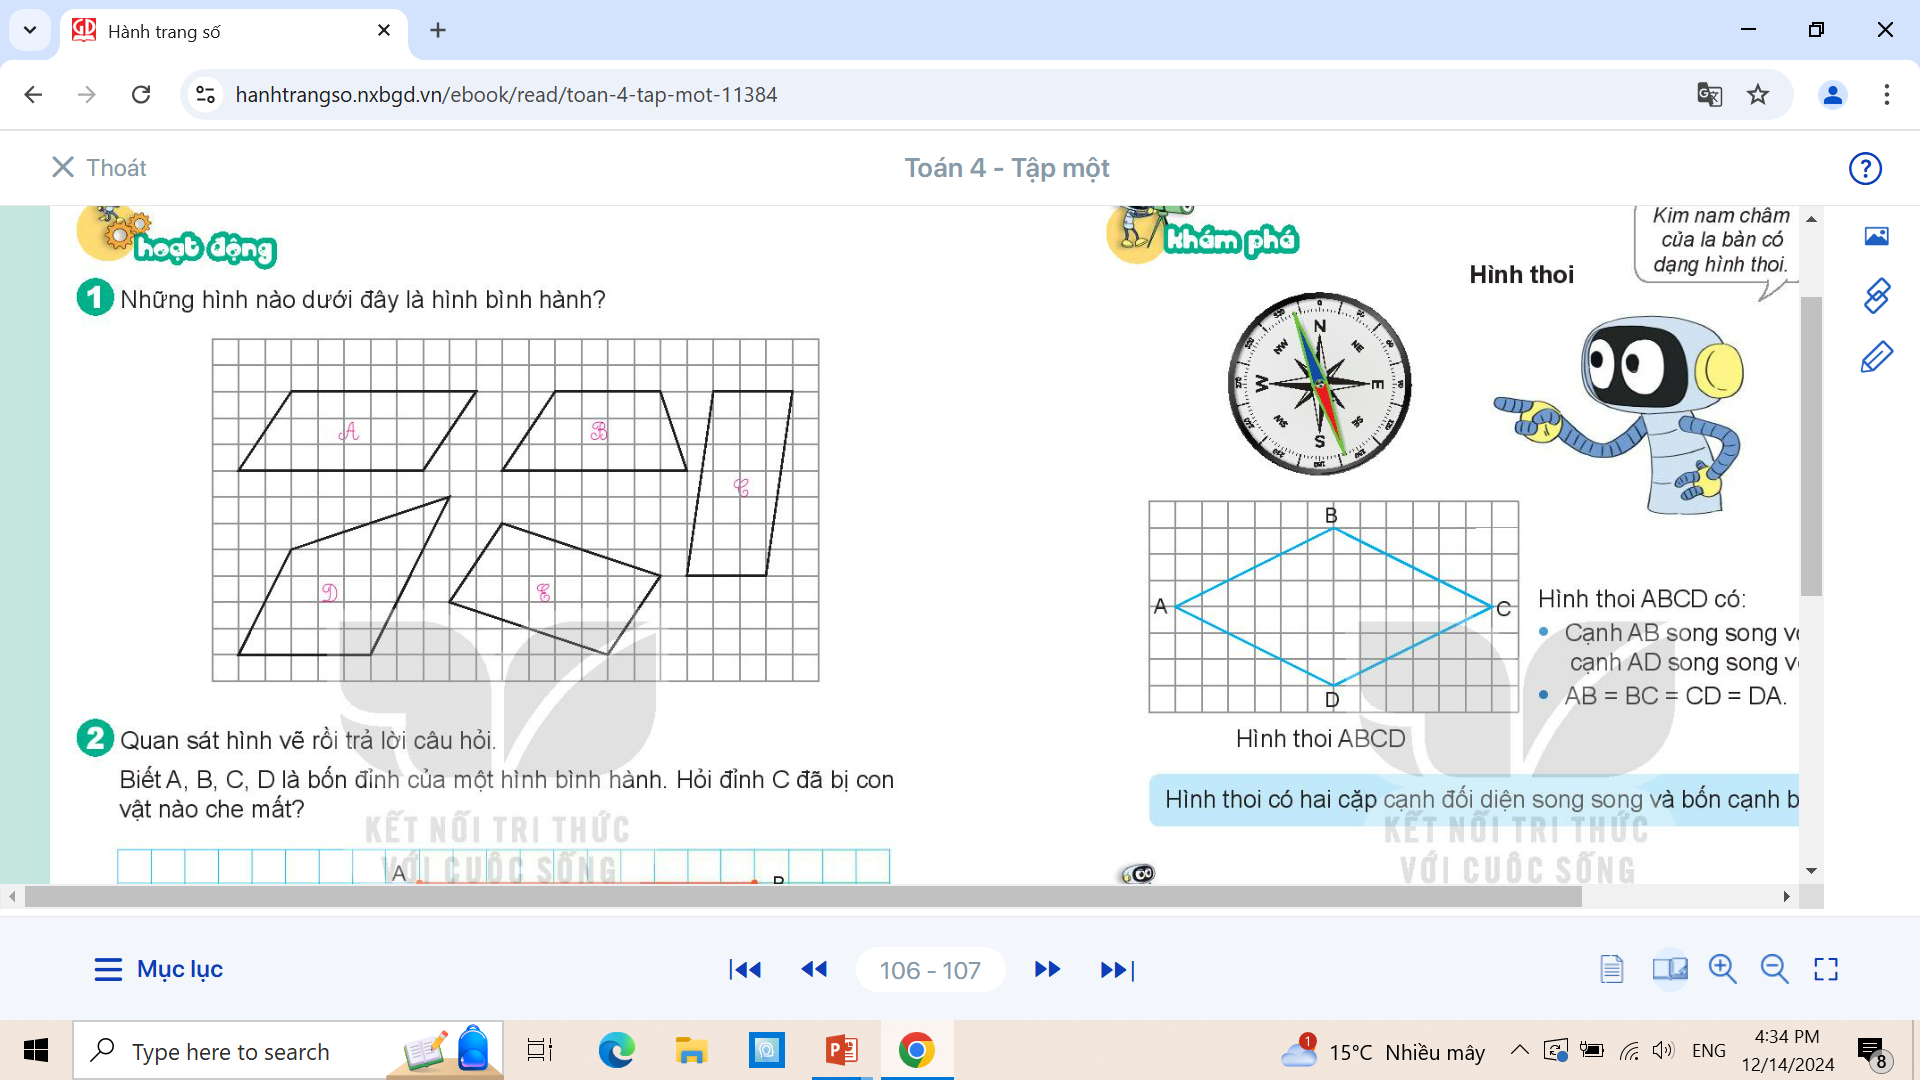 Hành trang số
hanhtrangso.nxbgd.vn/ebook/read/toan-4-tap-mot-11384
Thoát
Toán 4 - Tập một
hoạt động
1 Những hình nào dưới đây là hình bình hành?
A
B
C
D
E
2 Quan sát hình vẽ rồi trả lời câu hỏi.
Biết A, B, C, D là bốn đỉnh của một hình bình hành. Hỏi đỉnh C đã bị con
vật nào che mất?
KẾT NỐI TRI THỨC
VỚI CUỘC SỐNG
A
B
khám phá
Hình thoi
Kim nam châm
của la bàn có
dạng hình thoi.
N
NE
E
SE
S
SW
W
NW
B
A
C
D
Hình thoi ABCD
Hình thoi ABCD có:
• Cạnh AB song song
cạnh AD song song
• AB = BC = CD = DA.
Hình thoi có hai cặp cạnh đối diện song song và bốn cạnh
KẾT NỐI TRI THỨC
VỚI CUỘC SỐNG
Mục lục
106 - 107
Type here to search
1
15°C Nhiều mây
ENG
4:34 PM
12/14/2024
8